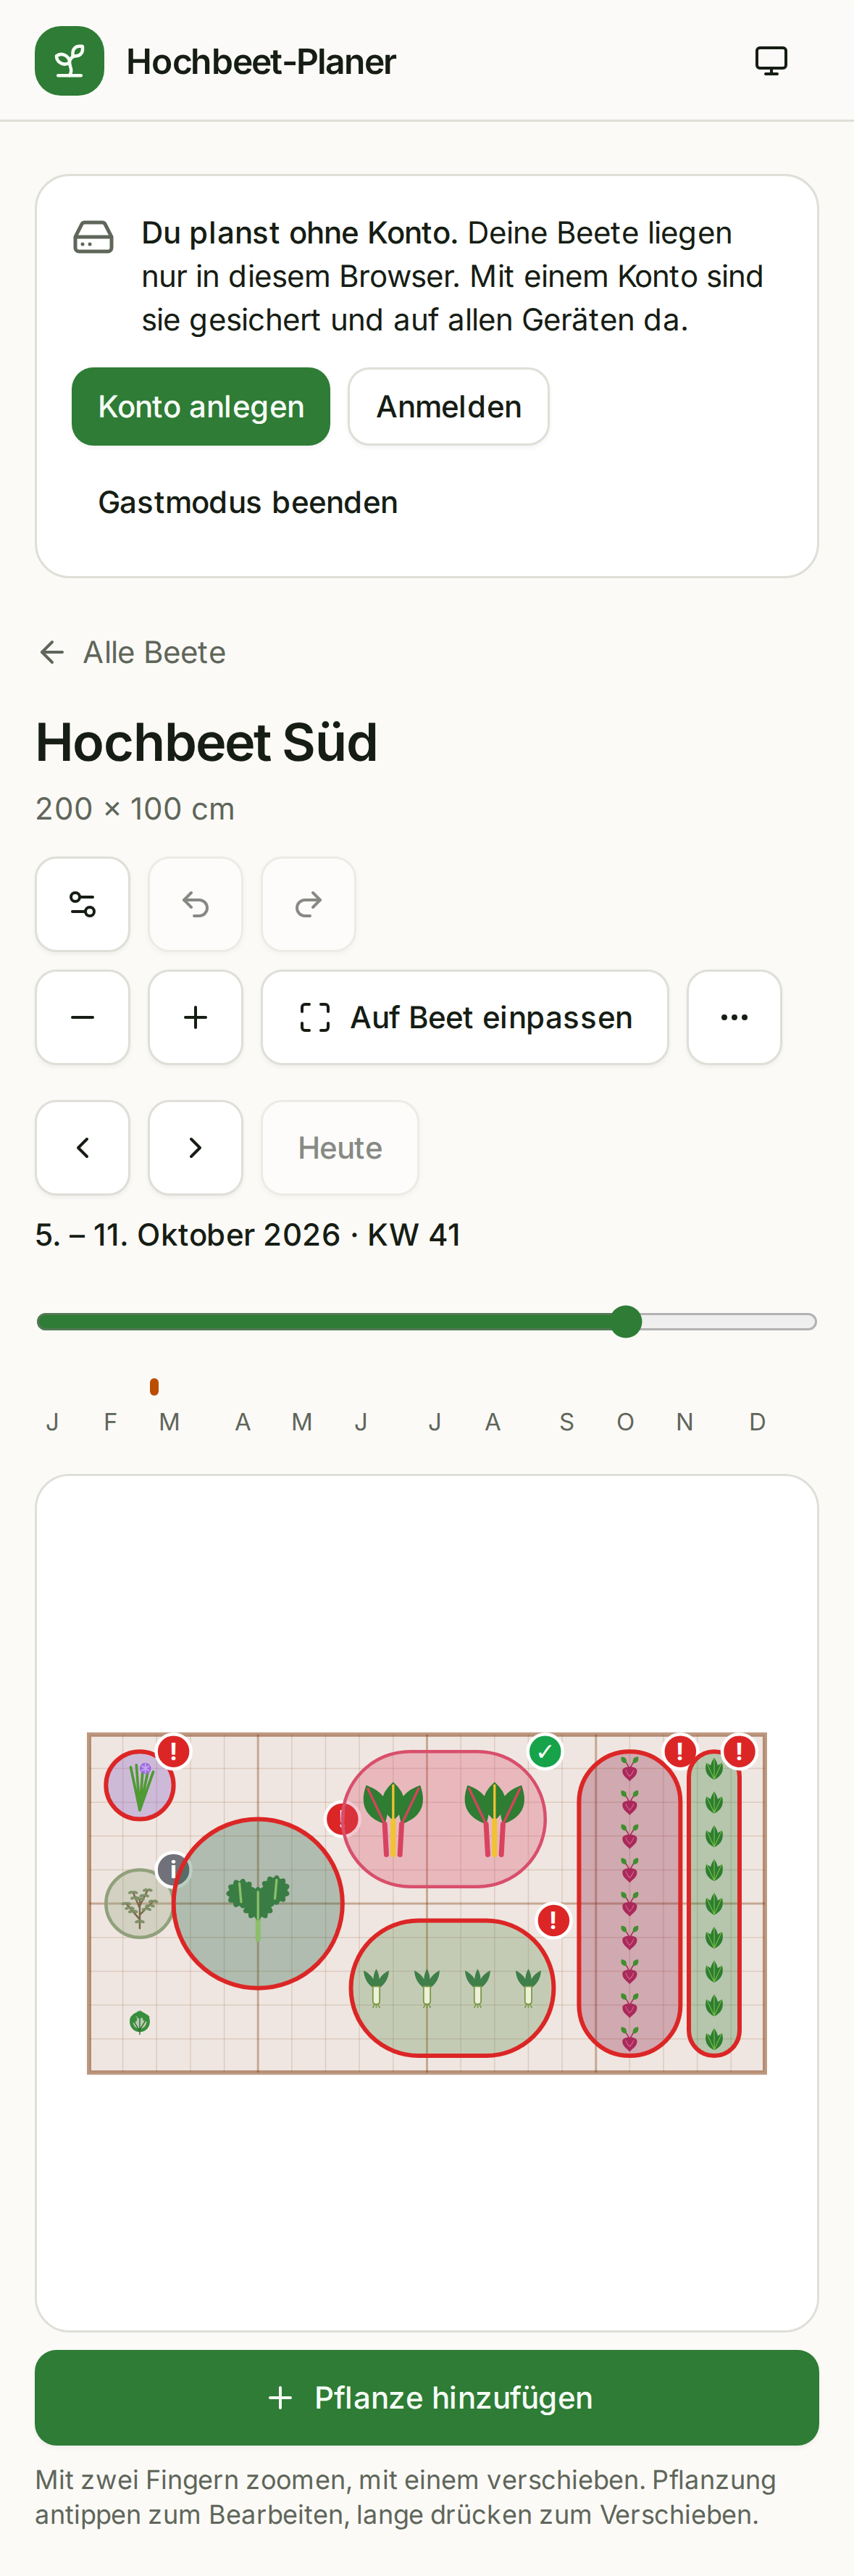 Hochbeet-Planer
Du planst ohne Konto. Deine Beete liegen
nur in diesem Browser. Mit einem Konto sind
sie gesichert und auf allen Geräten da.
Konto anlegen
Anmelden
Gastmodus beenden
← Alle Beete
Hochbeet Süd
200 × 100 cm
Auf Beet einpassen
Heute
5. – 11. Oktober 2026 · KW 41
J F M A M J J A S O N D
! ✓ ! !
i !
!
+ Pflanze hinzufügen
Mit zwei Fingern zoomen, mit einem verschieben. Pflanzung
antippen zum Bearbeiten, lange drücken zum Verschieben.